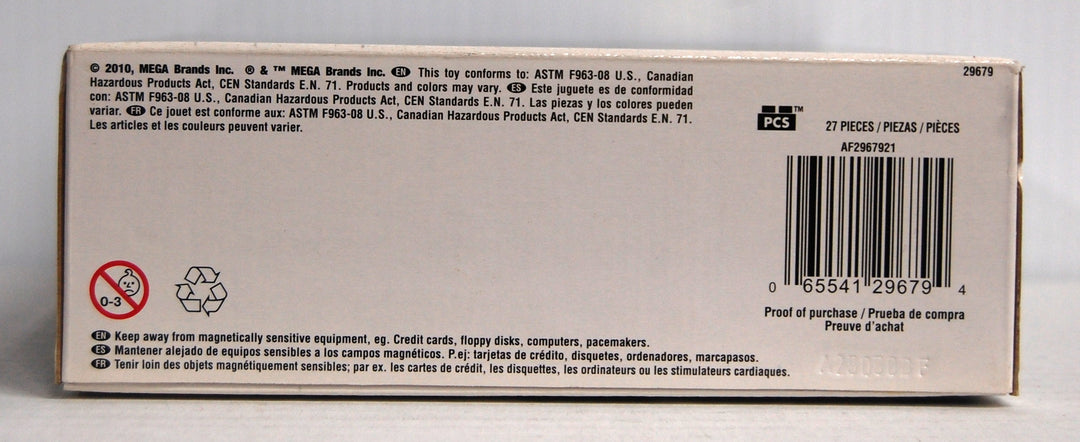 © 2010, MEGA Brands Inc. ® & ™ MEGA Brands Inc. EN This toy conforms to: ASTM F963-08 U.S., Canadian
Hazardous Products Act, CEN Standards E.N. 71. Products and colors may vary. ES Este juguete es de conformidad
con: ASTM F963-08 U.S., Canadian Hazardous Products Act, CEN Standards E.N. 71. Las piezas y los colores pueden
variar. FR Ce jouet est conforme aux: ASTM F963-08 U.S., Canadian Hazardous Products Act, CEN Standards E.N. 71.
Les articles et les couleurs peuvent varier.
29679
PCS™
27 PIECES / PIEZAS / PIÈCES
AF2967921
0 65541 29679 4
Proof of purchase / Prueba de compra
Preuve d'achat
0-3
EN Keep away from magnetically sensitive equipment, eg. Credit cards, floppy disks, computers, pacemakers.
ES Mantener alejado de equipos sensibles a los campos magnéticos. P.ej: tarjetas de crédito, disquetes, ordenadores, marcapasos.
FR Tenir loin des objets magnétiquement sensibles; par ex. les cartes de crédit, les disquettes, les ordinateurs ou les stimulateurs cardiaques.